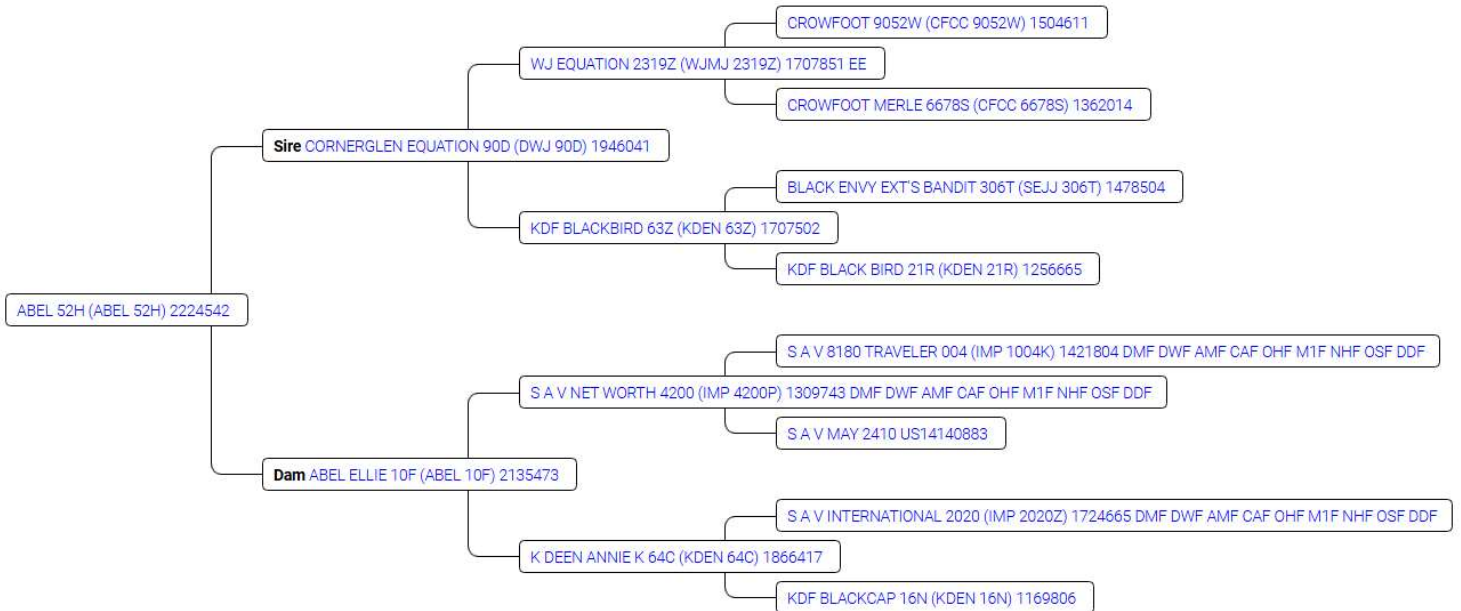 CROWFOOT 9052W (CFCC 9052W) 1504611
WJ EQUATION 2319Z (WJMJ 2319Z) 1707851 EE
CROWFOOT MERLE 6678S (CFCC 6678S) 1362014
Sire CORNERGLEN EQUATION 90D (DWJ 90D) 1946041
BLACK ENVY EXT'S BANDIT 306T (SEJJ 306T) 1478504
KDF BLACKBIRD 63Z (KDEN 63Z) 1707502
KDF BLACK BIRD 21R (KDEN 21R) 1256665
ABEL 52H (ABEL 52H) 2224542
S A V 8180 TRAVELER 004 (IMP 1004K) 1421804 DMF DWF AMF CAF OHF M1F NHF OSF DDF
S A V NET WORTH 4200 (IMP 4200P) 1309743 DMF DWF AMF CAF OHF M1F NHF OSF DDF
S A V MAY 2410 US14140883
Dam ABEL ELLIE 10F (ABEL 10F) 2135473
S A V INTERNATIONAL 2020 (IMP 2020Z) 1724665 DMF DWF AMF CAF OHF M1F NHF OSF DDF
K DEEN ANNIE K 64C (KDEN 64C) 1866417
KDF BLACKCAP 16N (KDEN 16N) 1169806